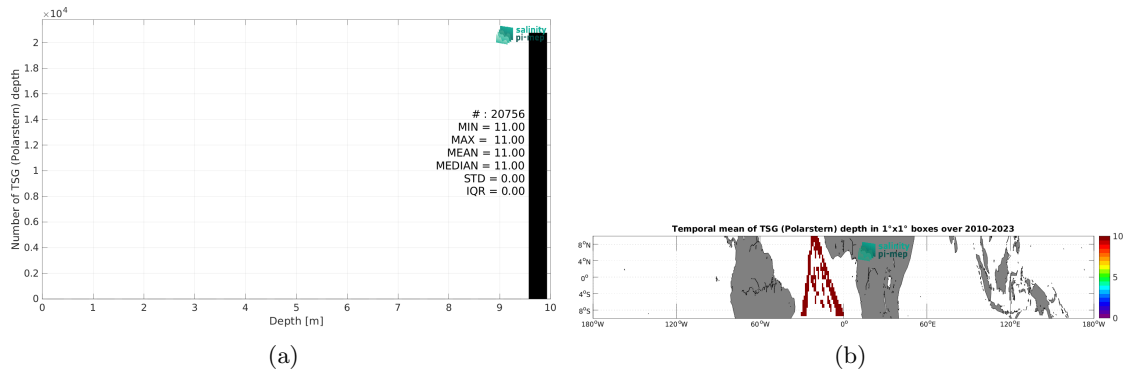 ×10⁴
2
1.8
1.6
1.4
1.2
1
0.8
0.6
0.4
0.2
0
Number of TSG (Polarstern) depth
salinity
pi-mep
# : 20756
MIN = 11.00
MAX = 11.00
MEAN = 11.00
MEDIAN = 11.00
STD = 0.00
IQR = 0.00
0 1 2 3 4 5 6 7 8 9 10
Depth [m]
(a)
Temporal mean of TSG (Polarstern) depth in 1°x1° boxes over 2010-2023
8°N
4°N
0°
4°S
8°S
salinity
pi-mep
180°W 120°W 60°W 0° 60°E 120°E 180°W
10
5
0
(b)